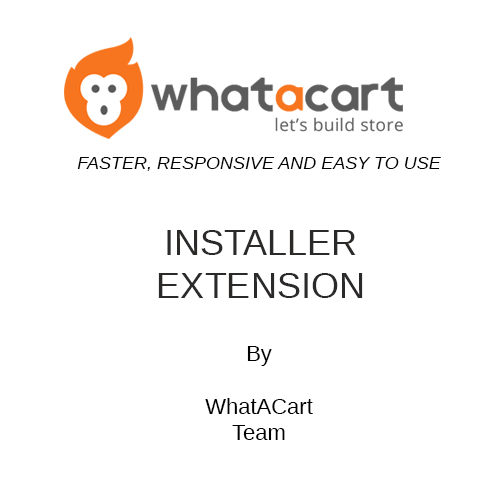 whatacart
let's build store
FASTER, RESPONSIVE AND EASY TO USE
INSTALLER
EXTENSION
By
WhatACart
Team